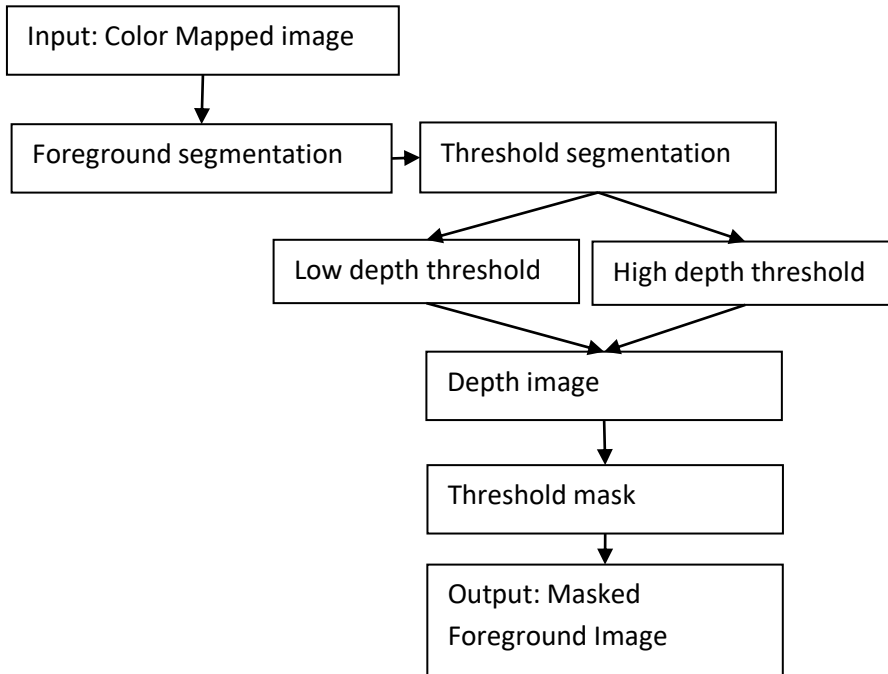 Input: Color Mapped image
Foreground segmentation
Threshold segmentation
Low depth threshold
High depth threshold
Depth image
Threshold mask
Output: Masked
Foreground Image